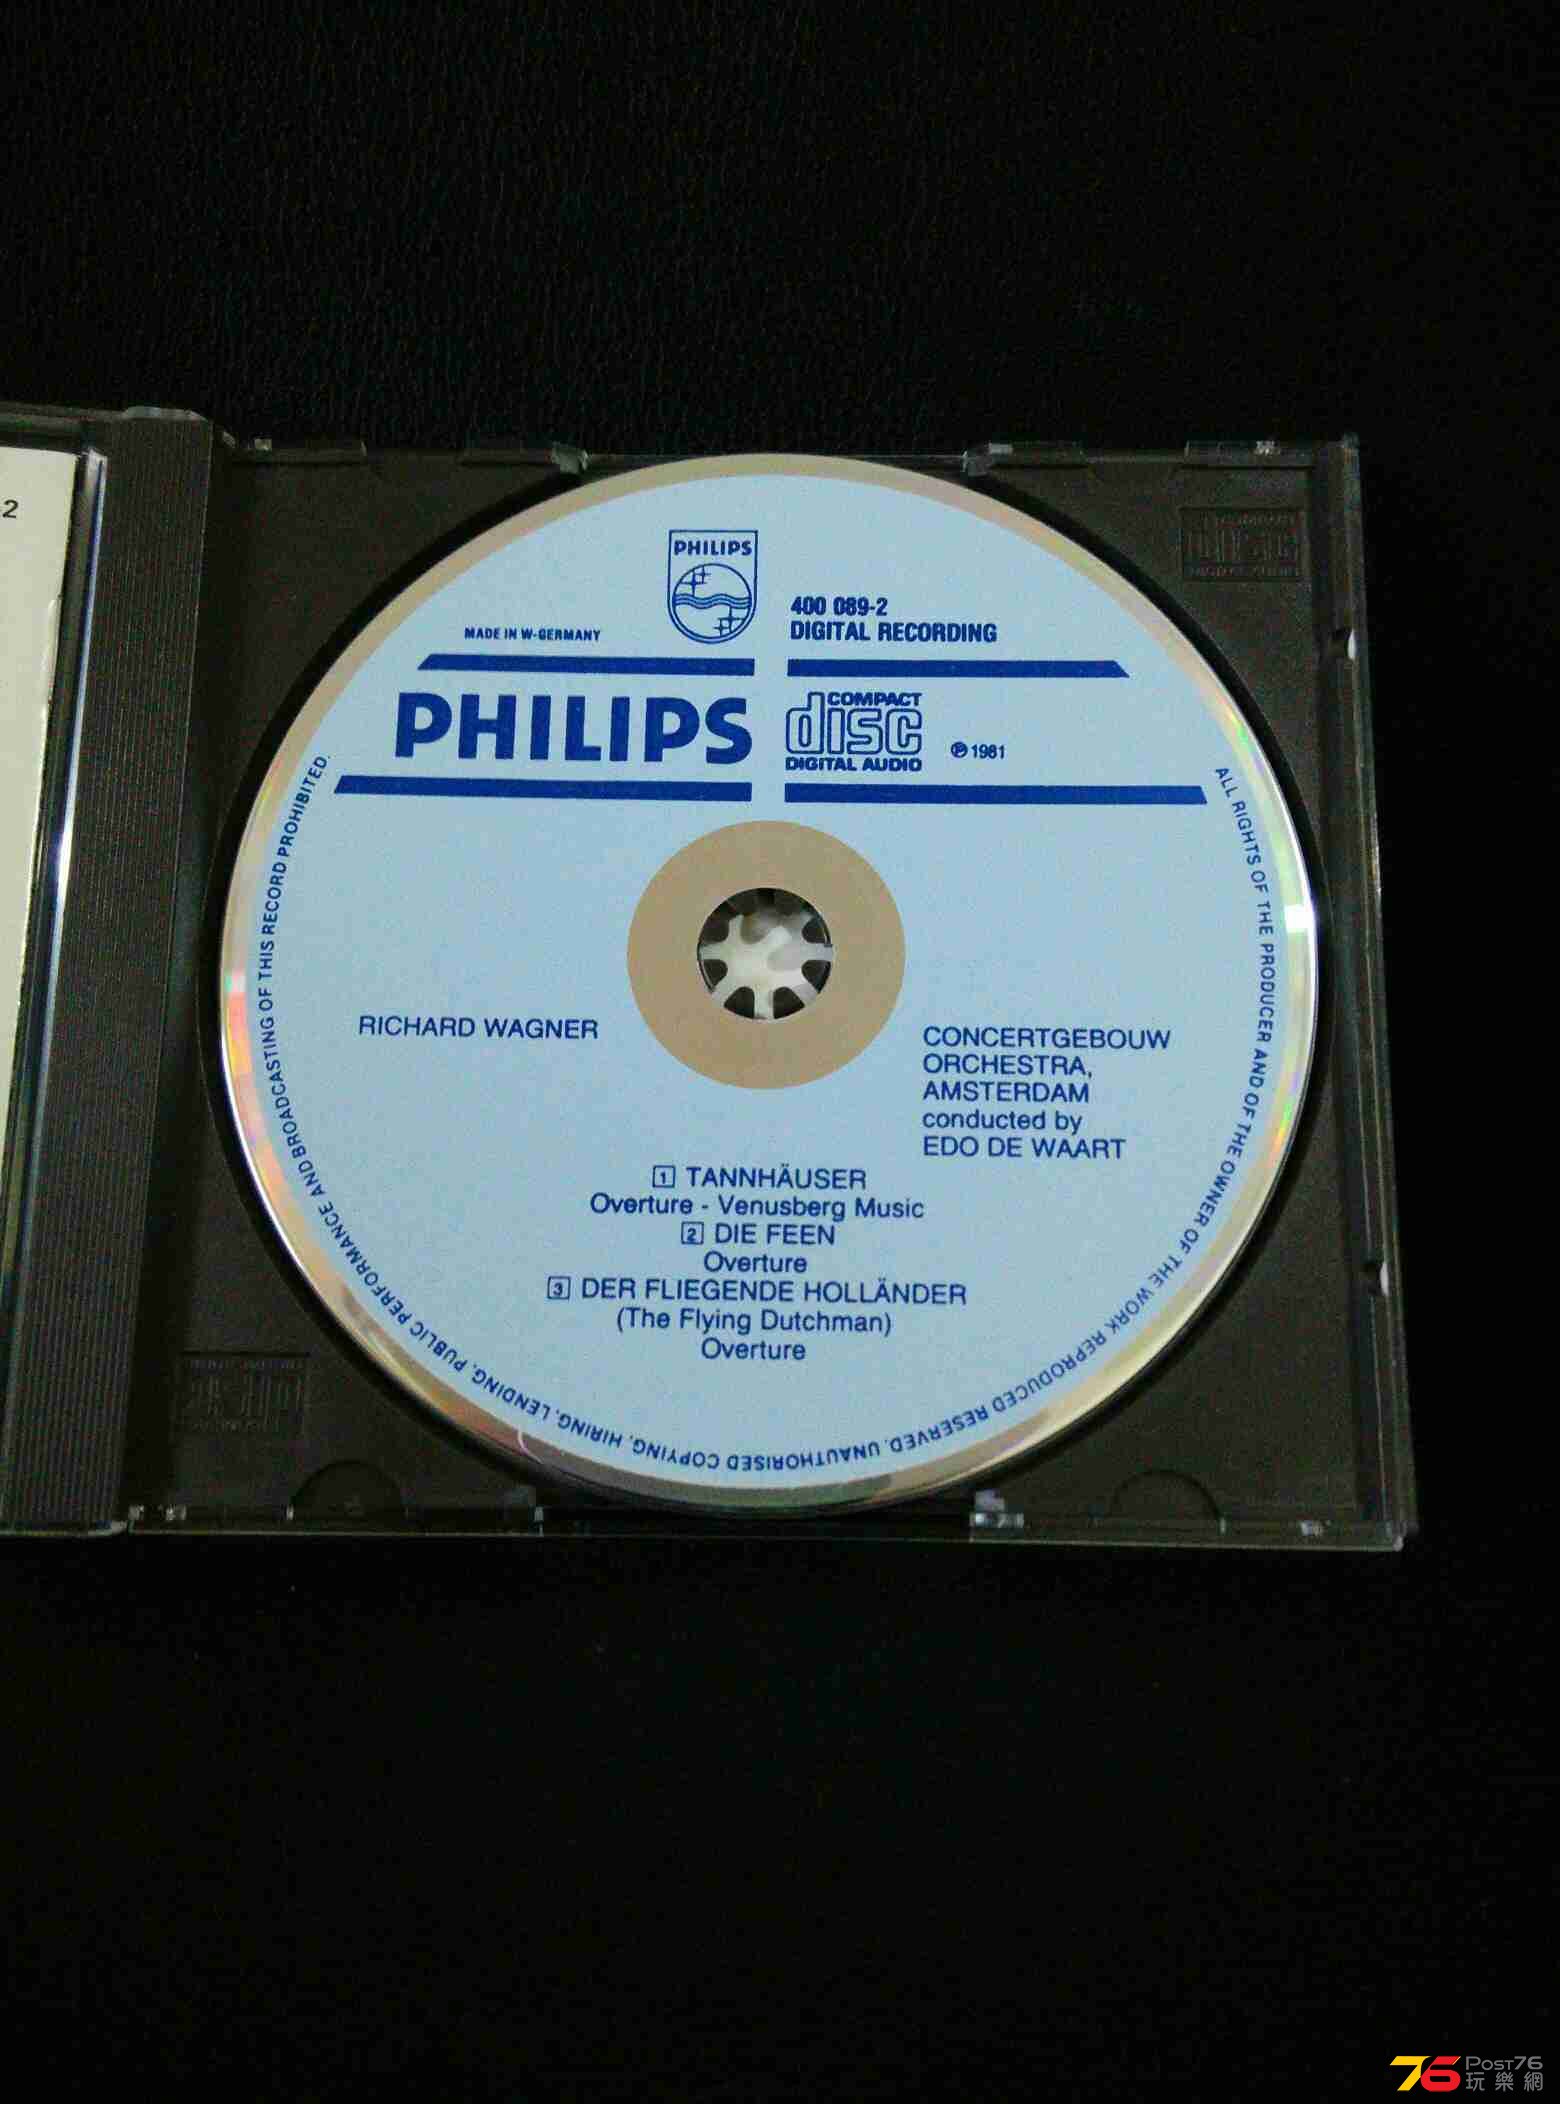 -2
PHILIPS
400 089-2
DIGITAL RECORDING
MADE IN W-GERMANY
PHILIPS
COMPACT
disc
DIGITAL AUDIO
℗ 1981
RICHARD WAGNER
CONCERTGEBOUW
ORCHESTRA,
AMSTERDAM
conducted by
EDO DE WAART
1 TANNHÄUSER
Overture - Venusberg Music
2 DIE FEEN
Overture
3 DER FLIEGENDE HOLLÄNDER
(The Flying Dutchman)
Overture
ALL RIGHTS OF THE PRODUCER AND OF THE OWNER OF THE WORK REPRODUCED RESERVED. UNAUTHORISED COPYING, HIRING, LENDING, PUBLIC PERFORMANCE AND BROADCASTING OF THIS RECORD PROHIBITED.
76 POST76
玩樂網